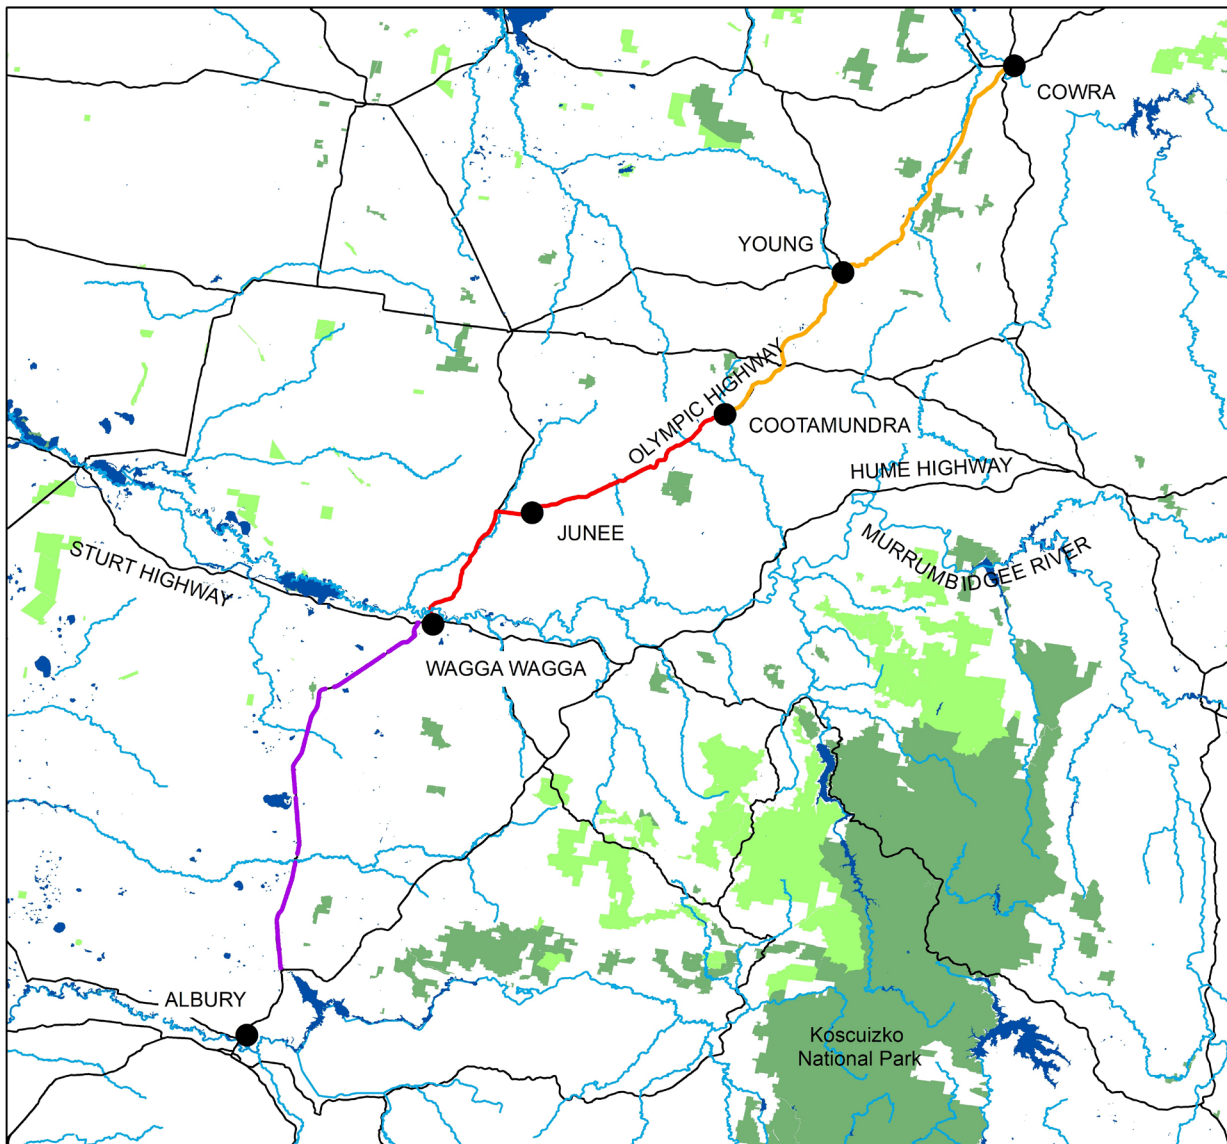 COWRA
YOUNG
OLYMPIC HIGHWAY
COOTAMUNDRA
HUME HIGHWAY
JUNEE
STURT HIGHWAY
MURRUMBIDGEE RIVER
WAGGA WAGGA
ALBURY
Koscuizko
National Park